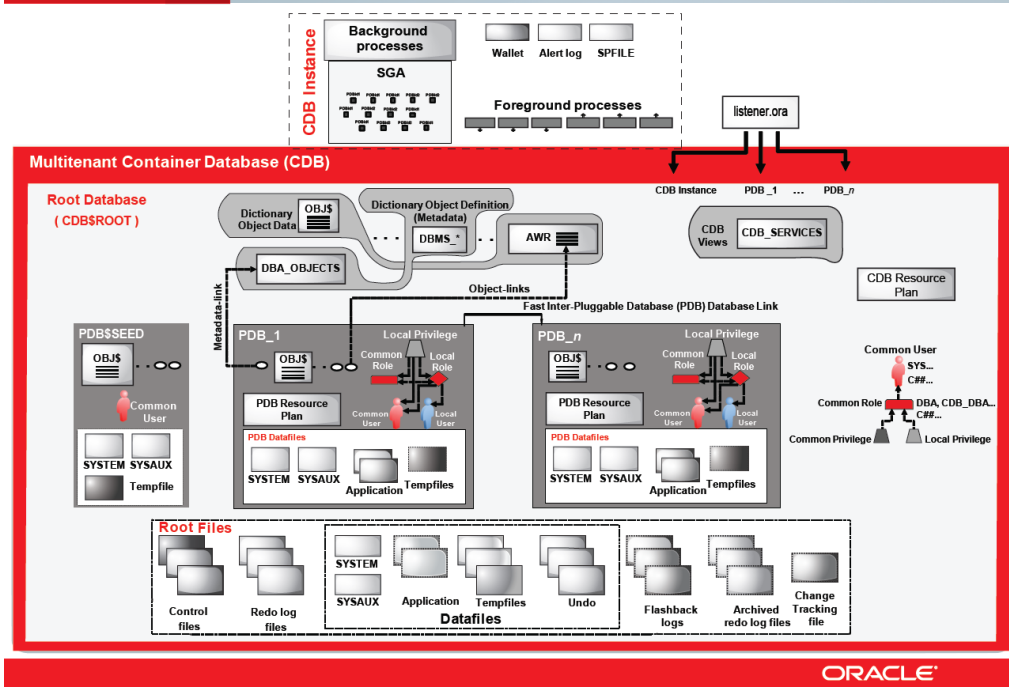 CDB Instance
Background
processes
SGA
Wallet
Alert log
SPFILE
Foreground processes
listener.ora
Multitenant Container Database (CDB)
CDB Instance
PDB _1
...
PDB_n
Root Database
( CDB$ROOT )
Dictionary
Object Data
OBJ$
Dictionary Object Definition
(Metadata)
DBMS_*
AWR
CDB
Views
CDB_SERVICES
DBA_OBJECTS
CDB Resource
Plan
Metadata-link
Object-links
Fast Inter-Pluggable Database (PDB) Database Link
PDB$SEED
OBJ$
Common
User
SYSTEM
SYSAUX
Tempfile
PDB_1
Local Privilege
Common
Role
Local
Role
OBJ$
PDB Resource
Plan
Common
User
Local
User
PDB Datafiles
SYSTEM
SYSAUX
Application
Tempfiles
PDB_n
Local Privilege
Common
Role
Local
Role
OBJ$
PDB Resource
Plan
Common
User
Local
User
PDB Datafiles
SYSTEM
SYSAUX
Application
Tempfiles
Common User
SYS...
C##...
Common Role
DBA, CDB_DBA...
C##...
Common Privilege
Local Privilege
Root Files
Control
files
Redo log
files
SYSTEM
SYSAUX
Application
Tempfiles
Undo
Datafiles
Flashback
logs
Archived
redo log files
Change
Tracking
file
ORACLE